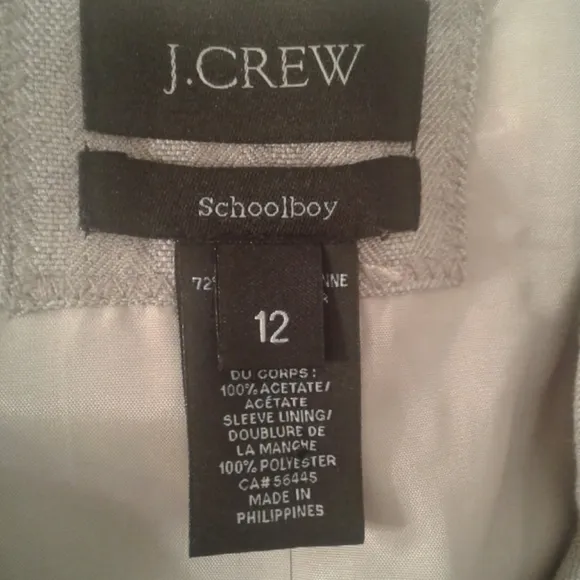 J.CREW
Schoolboy
72
12
DU CORPS:
100% ACETATE/
ACÉTATE
SLEEVE LINING/
DOUBLURE DE
LA MANCHE
100% POLYESTER
CA# 56445
MADE IN
PHILIPPINES